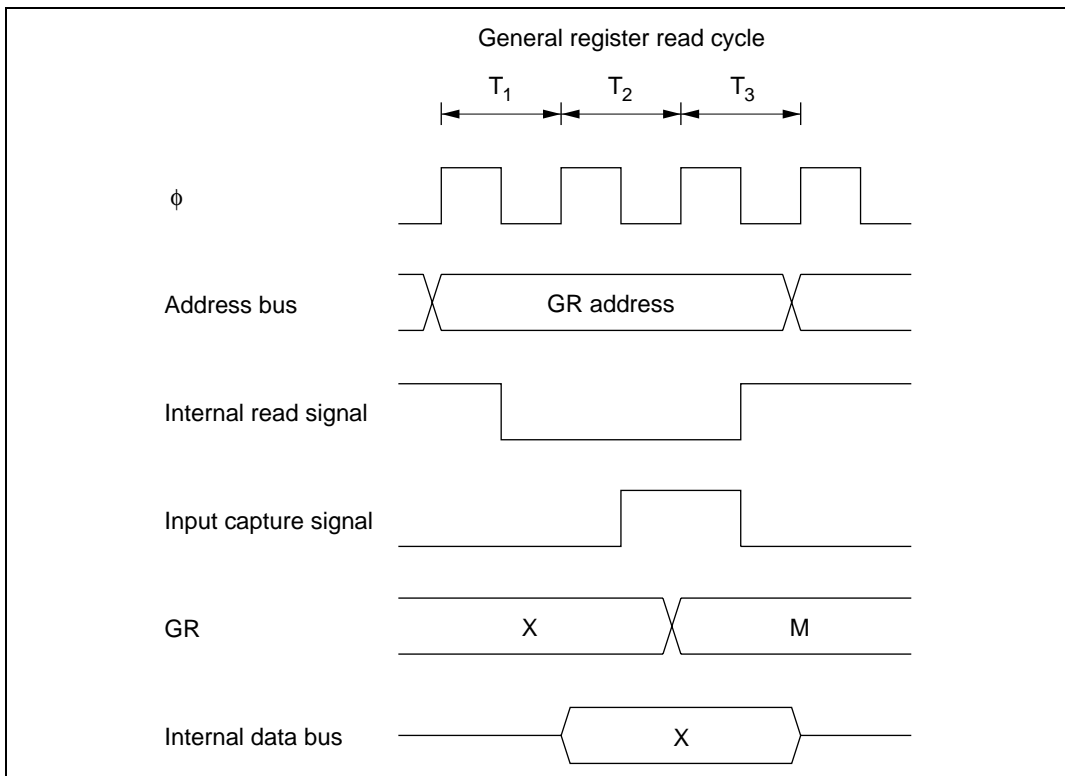 General register read cycle
T1 T2 T3
ϕ
Address bus GR address
Internal read signal
Input capture signal
GR X M
Internal data bus X